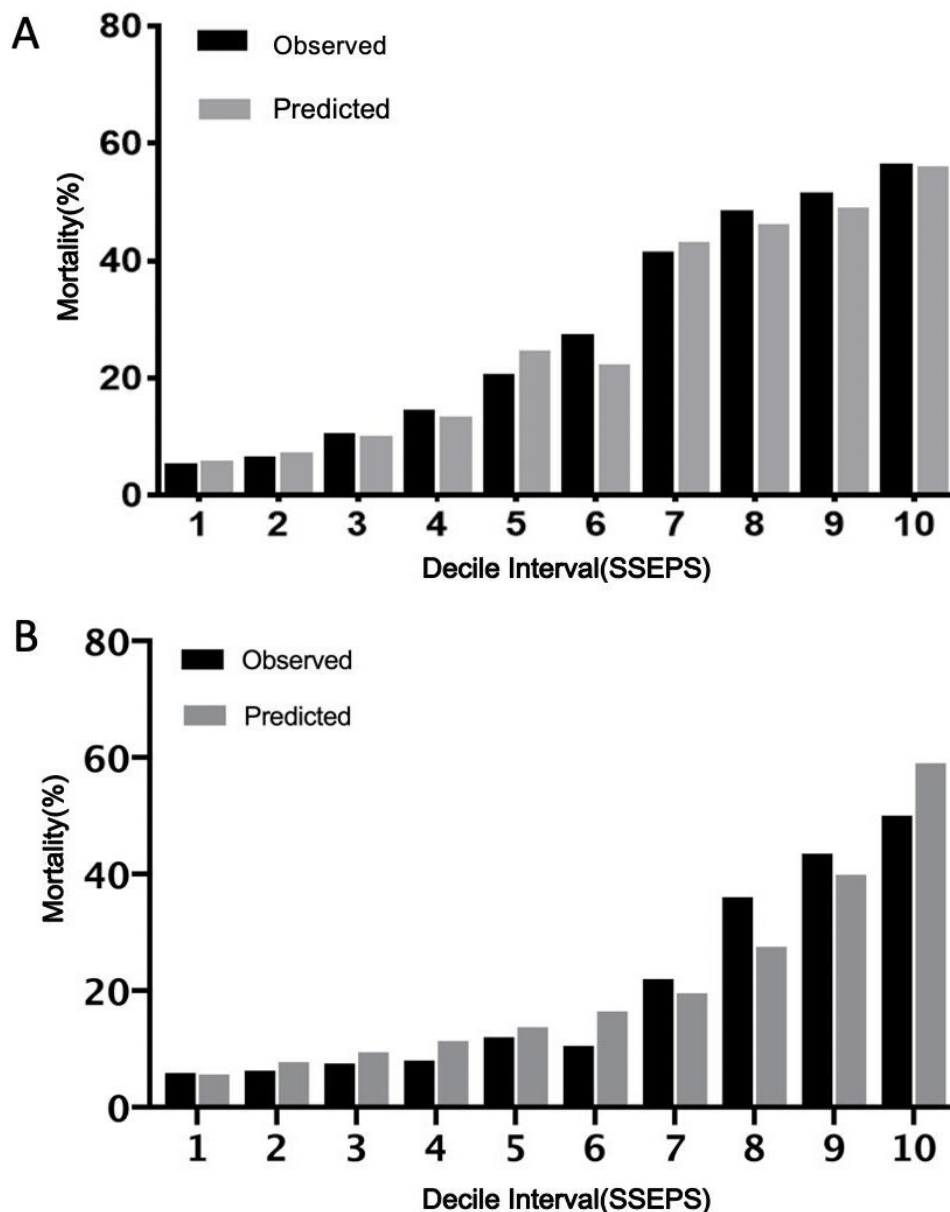 A
80
60
40
20
0
Mortality(%)
Observed
Predicted
1 2 3 4 5 6 7 8 9 10
Decile Interval(SSEPS)
B
80
60
40
20
0
Mortality(%)
Observed
Predicted
1 2 3 4 5 6 7 8 9 10
Decile Interval(SSEPS)